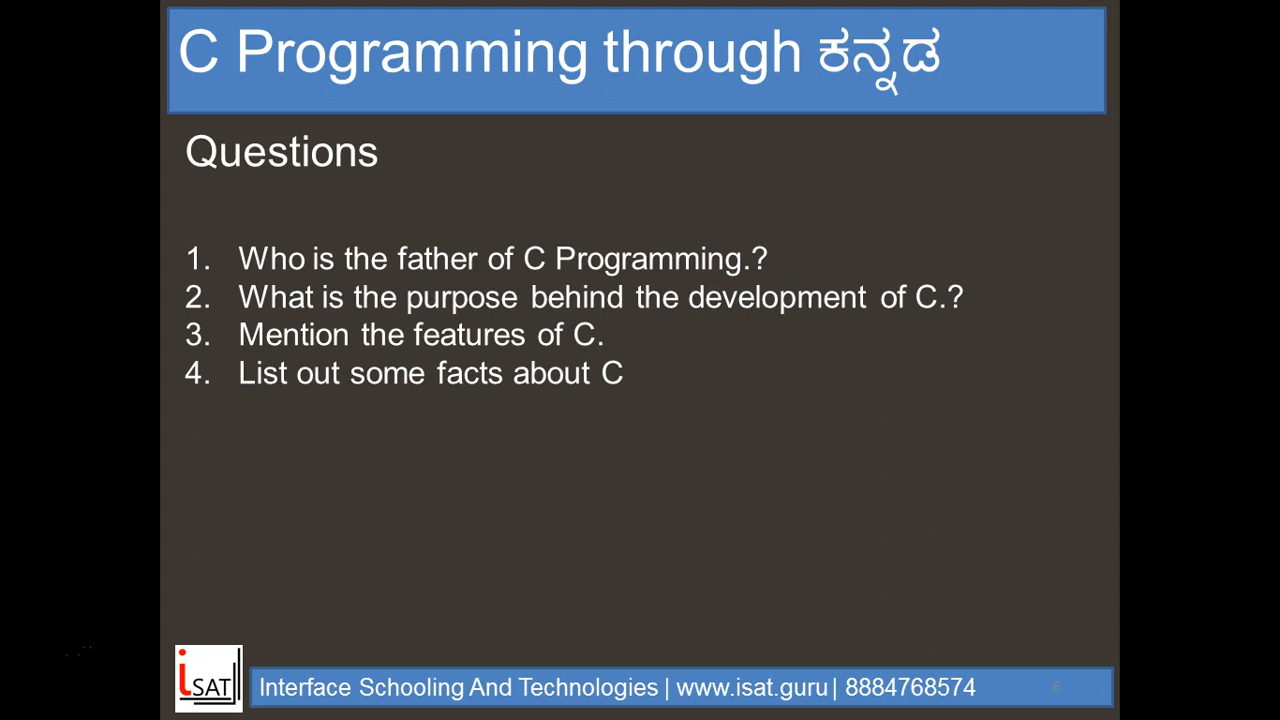 C Programming through ಕನ್ನಡ
Questions
1. Who is the father of C Programming.?
2. What is the purpose behind the development of C.?
3. Mention the features of C.
4. List out some facts about C
iSAT
Interface Schooling And Technologies | www.isat.guru | 8884768574
6